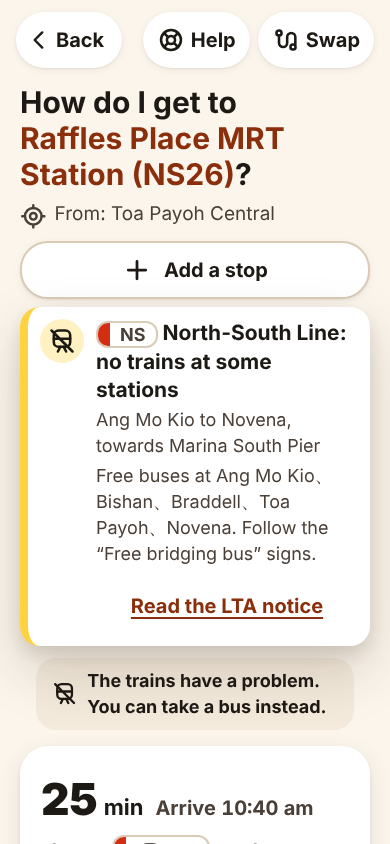 Back
Help
Swap
How do I get to
Raffles Place MRT
Station (NS26)?
From: Toa Payoh Central
Add a stop
NS North-South Line:
no trains at some
stations
Ang Mo Kio to Novena,
towards Marina South Pier
Free buses at Ang Mo Kio、
Bishan、Braddell、Toa
Payoh、Novena. Follow the
“Free bridging bus” signs.
Read the LTA notice
The trains have a problem.
You can take a bus instead.
25 min Arrive 10:40 am